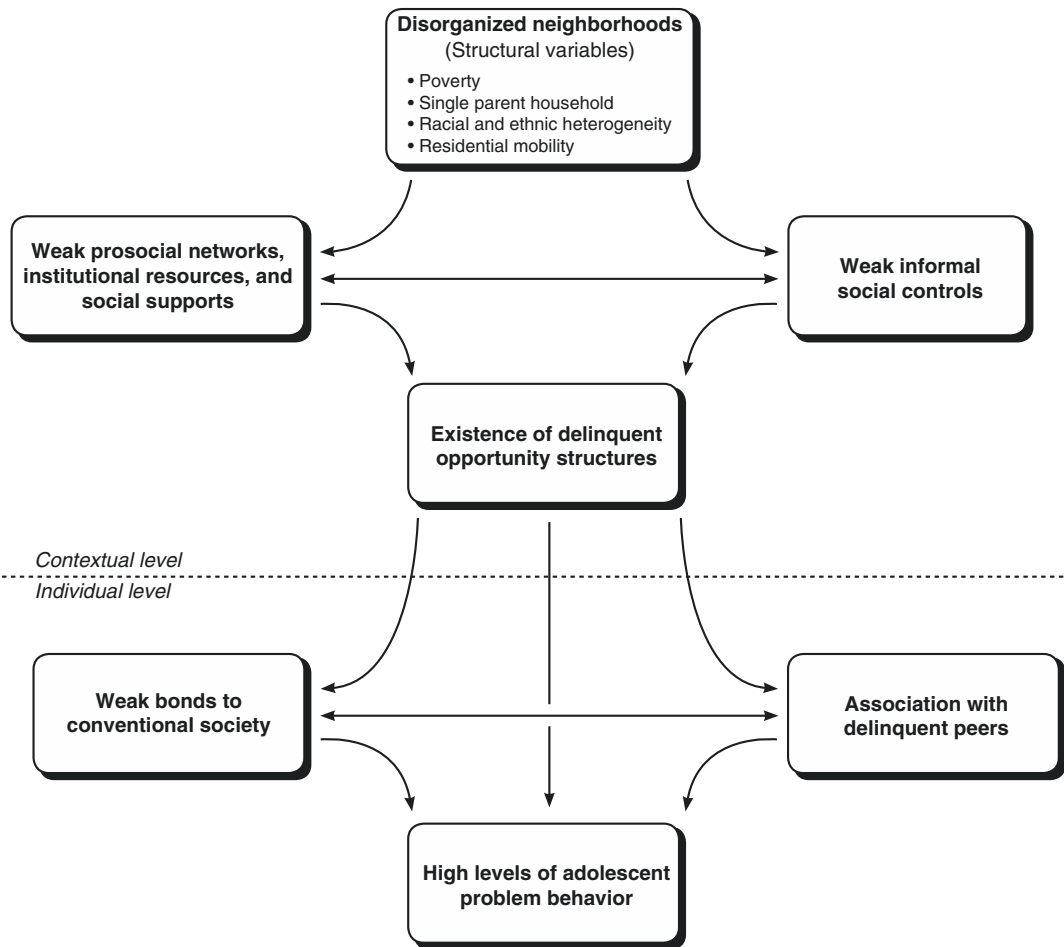 Disorganized neighborhoods
(Structural variables)
• Poverty
• Single parent household
• Racial and ethnic heterogeneity
• Residential mobility
Weak prosocial networks,
institutional resources, and
social supports
Weak informal
social controls
Existence of delinquent
opportunity structures
Contextual level
Individual level
Weak bonds to
conventional society
Association with
delinquent peers
High levels of adolescent
problem behavior